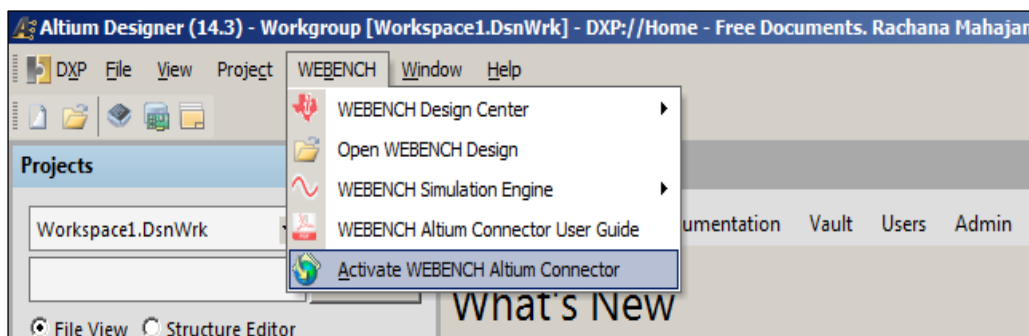 Altium Designer (14.3) - Workgroup [Workspace1.DsnWrk] - DXP://Home - Free Documents. Rachana Mahajan
DXP File View Project WEBENCH Window Help
WEBENCH Design Center
Open WEBENCH Design
WEBENCH Simulation Engine
WEBENCH Altium Connector User Guide
Activate WEBENCH Altium Connector
Projects
Workspace1.DsnWrk
File View Structure Editor
umentation Vault Users Admin
What's New